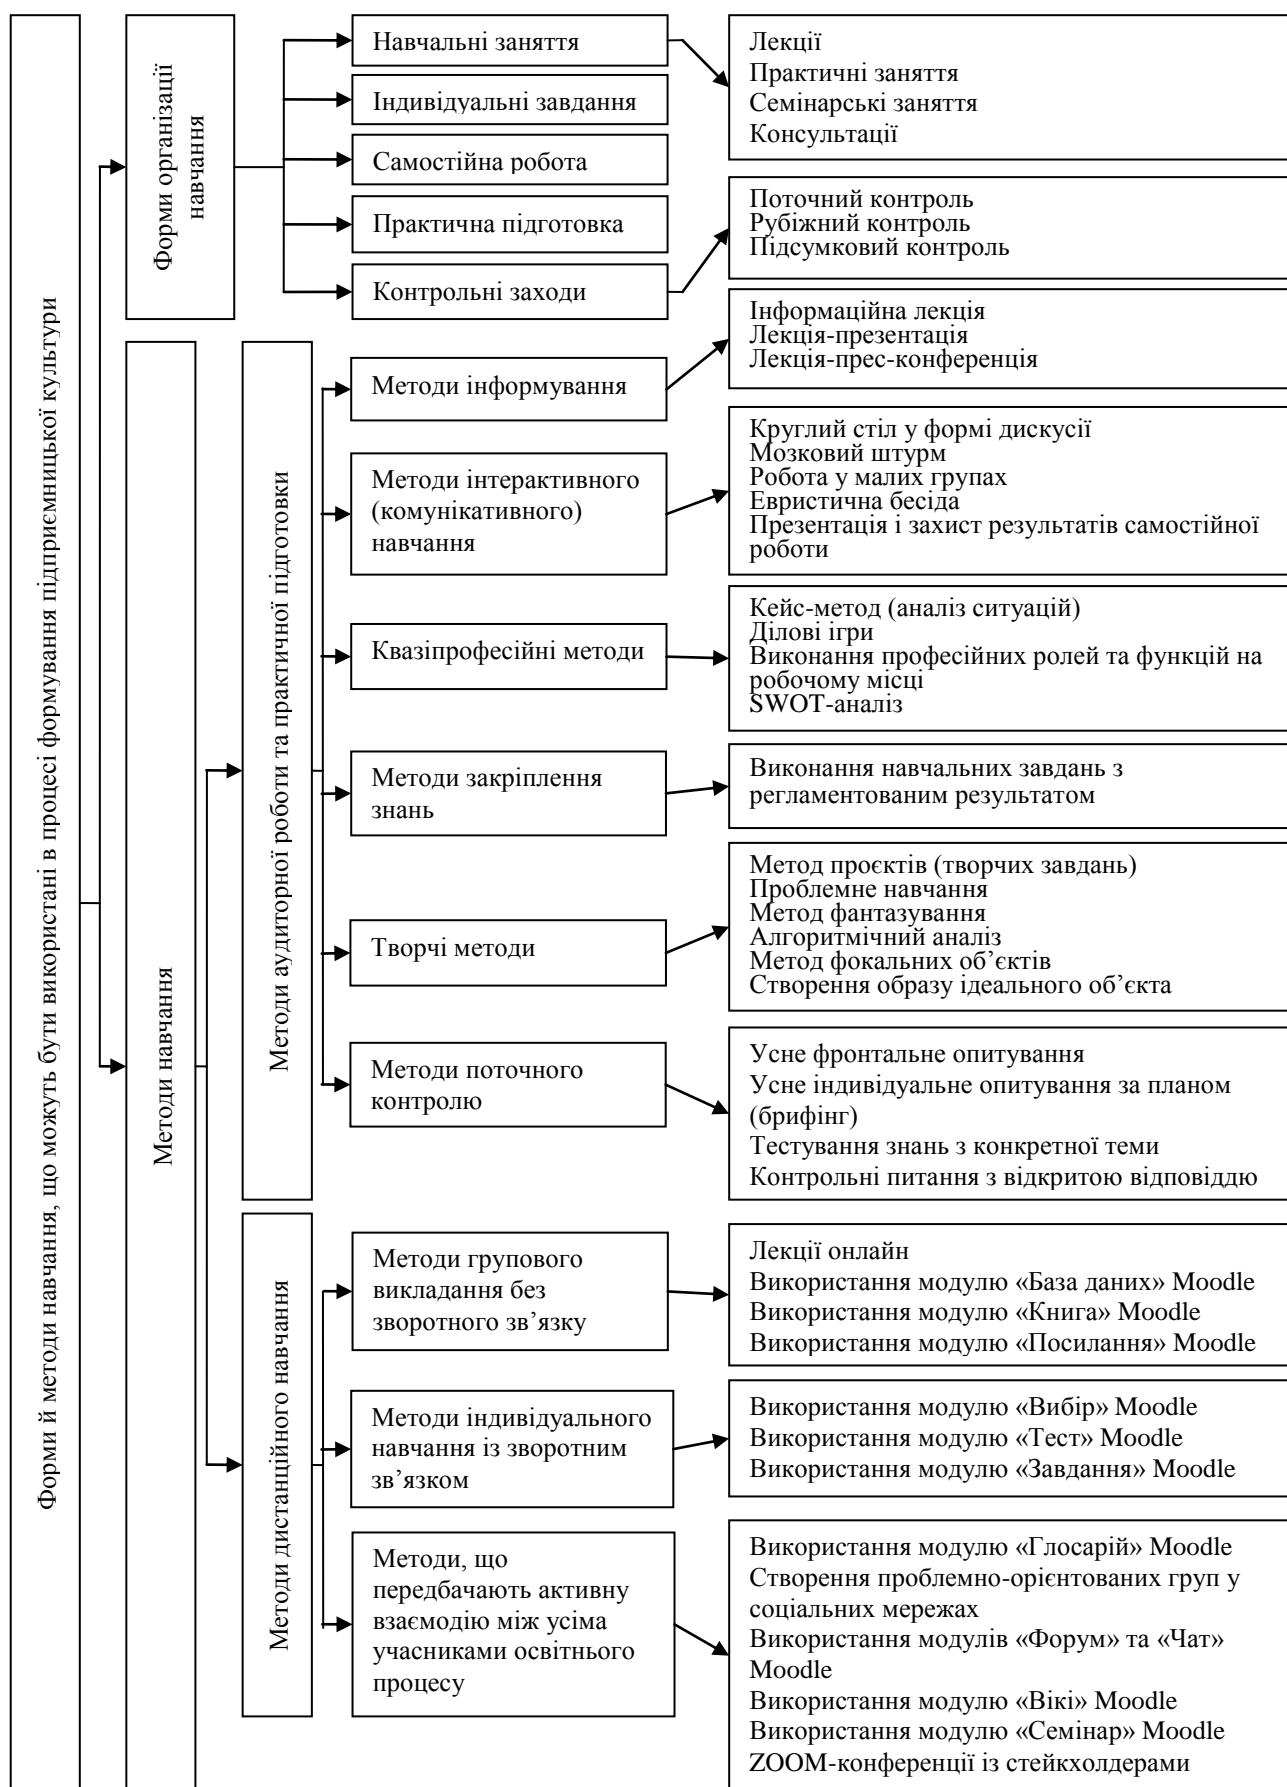 Форми й методи навчання, що можуть бути використані в процесі формування підприємницької культури
Форми організації
навчання
Навчальні заняття
Індивідуальні завдання
Самостійна робота
Практична підготовка
Контрольні заходи
Лекції
Практичні заняття
Семінарські заняття
Консультації
Поточний контроль
Рубіжний контроль
Підсумковий контроль
Методи навчання
Методи аудиторної роботи та практичної підготовки
Методи інформування
Інформаційна лекція
Лекція-презентація
Лекція-прес-конференція
Методи інтерактивного
(комунікативного)
навчання
Круглий стіл у формі дискусії
Мозковий штурм
Робота у малих групах
Евристична бесіда
Презентація і захист результатів самостійної
роботи
Квазіпрофесійні методи
Кейс-метод (аналіз ситуацій)
Ділові ігри
Виконання професійних ролей та функцій на
робочому місці
SWOT-аналіз
Методи закріплення
знань
Виконання навчальних завдань з
регламентованим результатом
Творчі методи
Метод проєктів (творчих завдань)
Проблемне навчання
Метод фантазування
Алгоритмічний аналіз
Метод фокальних об’єктів
Створення образу ідеального об’єкта
Методи поточного
контролю
Усне фронтальне опитування
Усне індивідуальне опитування за планом
(брифінг)
Тестування знань з конкретної теми
Контрольні питання з відкритою відповіддю
Методи дистанційного навчання
Методи групового
викладання без
зворотного зв’язку
Лекції онлайн
Використання модулю «База даних» Moodle
Використання модулю «Книга» Moodle
Використання модулю «Посилання» Moodle
Методи індивідуального
навчання із зворотним
зв’язком
Використання модулю «Вибір» Moodle
Використання модулю «Тест» Moodle
Використання модулю «Завдання» Moodle
Методи, що
передбачають активну
взаємодію між усіма
учасниками освітнього
процесу
Використання модулю «Глосарій» Moodle
Створення проблемно-орієнтованих груп у
соціальних мережах
Використання модулів «Форум» та «Чат»
Moodle
Використання модулю «Вікі» Moodle
Використання модулю «Семінар» Moodle
ZOOM-конференції із стейкхолдерами